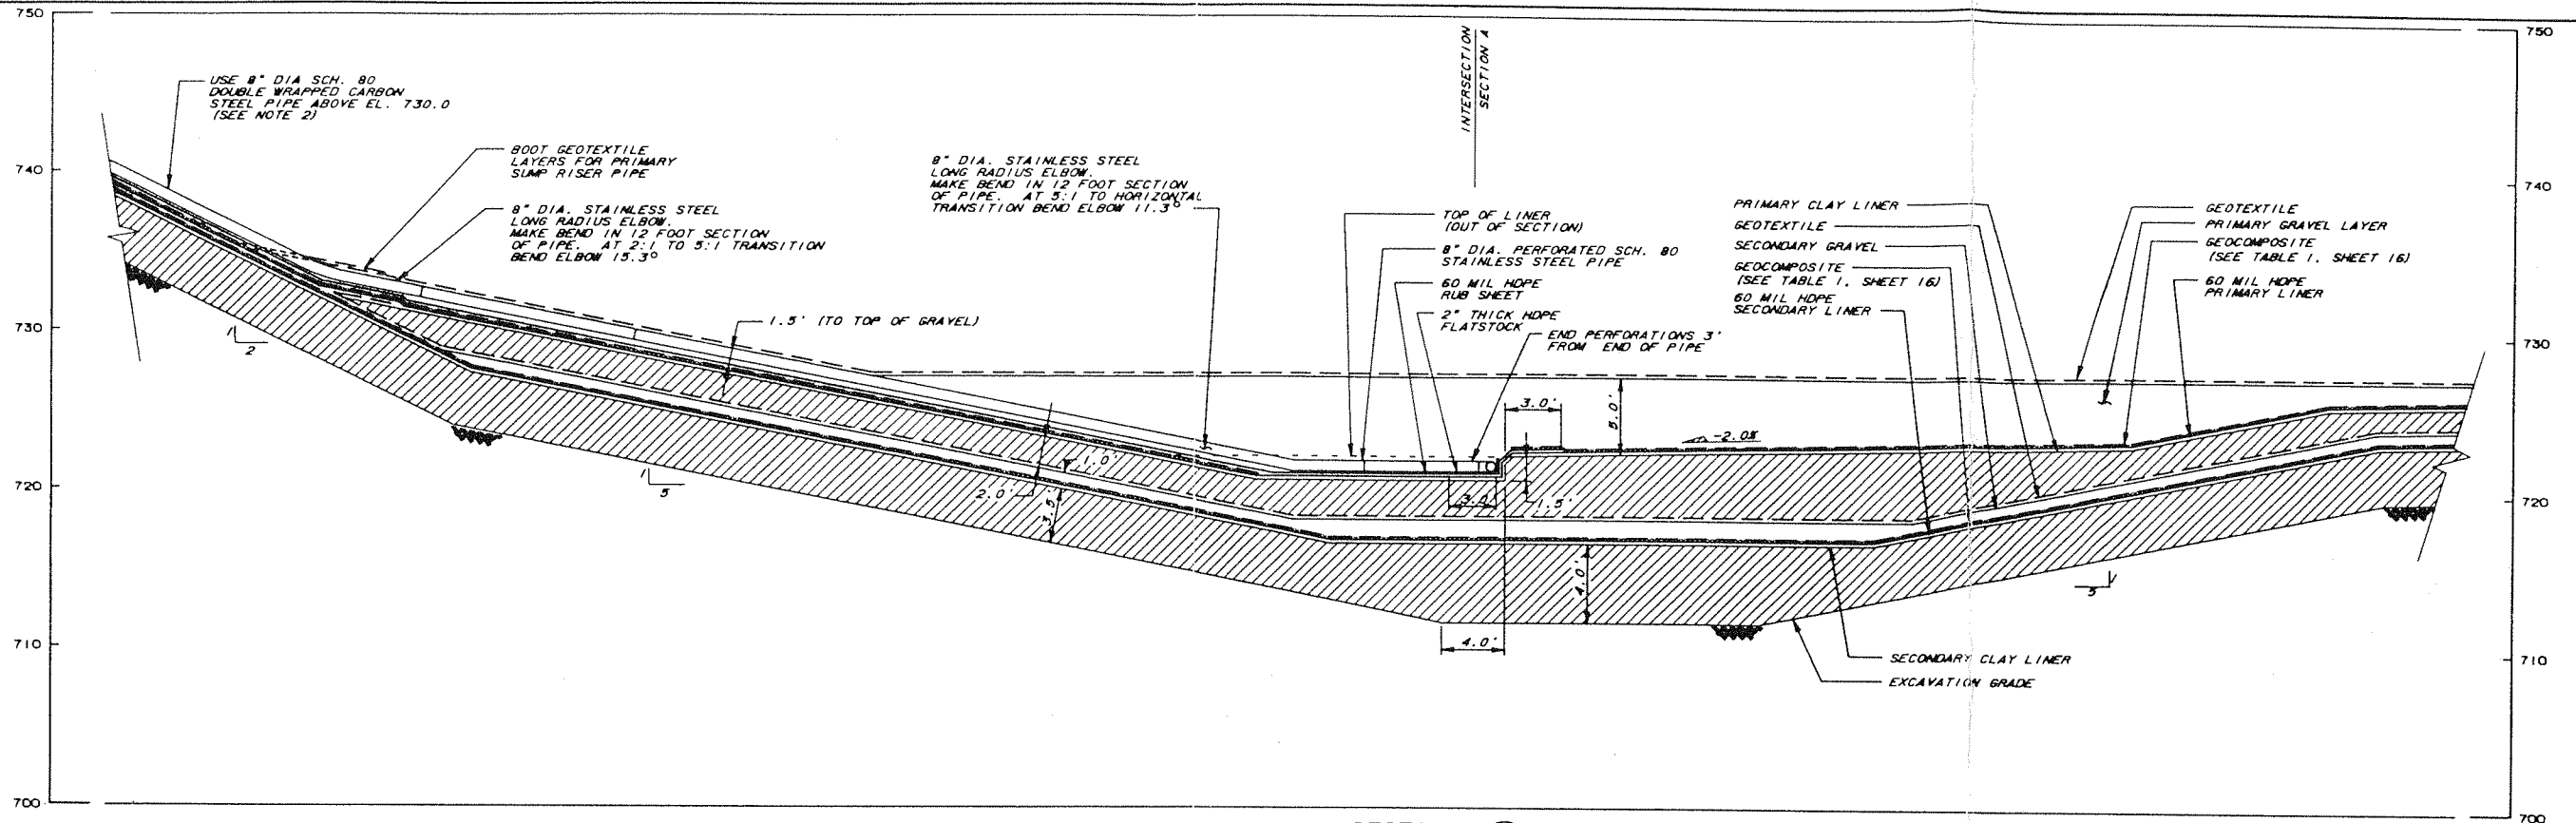 750
750
USE 8" DIA SCH. 80
DOUBLE WRAPPED CARBON
STEEL PIPE ABOVE EL. 730.0
(SEE NOTE 2)
BOOT GEOTEXTILE
LAYERS FOR PRIMARY
SUMP RISER PIPE
8" DIA. STAINLESS STEEL
LONG RADIUS ELBOW.
MAKE BEND IN 12 FOOT SECTION
OF PIPE. AT 2:1 TO 5:1 TRANSITION
BEND ELBOW 15.3°
8" DIA. STAINLESS STEEL
LONG RADIUS ELBOW.
MAKE BEND IN 12 FOOT SECTION
OF PIPE. AT 5:1 TO HORIZONTAL
TRANSITION BEND ELBOW 11.3°
INTERSECTION
SECTION A
TOP OF LINER
(OUT OF SECTION)
8" DIA. PERFORATED SCH. 80
STAINLESS STEEL PIPE
60 MIL HDPE
RUB SHEET
2" THICK HDPE
FLATSTOCK
END PERFORATIONS 3'
FROM END OF PIPE
PRIMARY CLAY LINER
GEOTEXTILE
SECONDARY GRAVEL
GEOCOMPOSITE
(SEE TABLE 1, SHEET 16)
60 MIL HDPE
SECONDARY LINER
GEOTEXTILE
PRIMARY GRAVEL LAYER
GEOCOMPOSITE
(SEE TABLE 1, SHEET 16)
60 MIL HDPE
PRIMARY LINER
740
740
730
730
1
2
1.5' (TO TOP OF GRAVEL)
3.0'
5.0'
-2.0%
1.0'
2.0'
3.5'
3.0'
1.5'
720
720
1
5
4.0'
4.0'
1
5
SECONDARY CLAY LINER
EXCAVATION GRADE
710
710
700
700